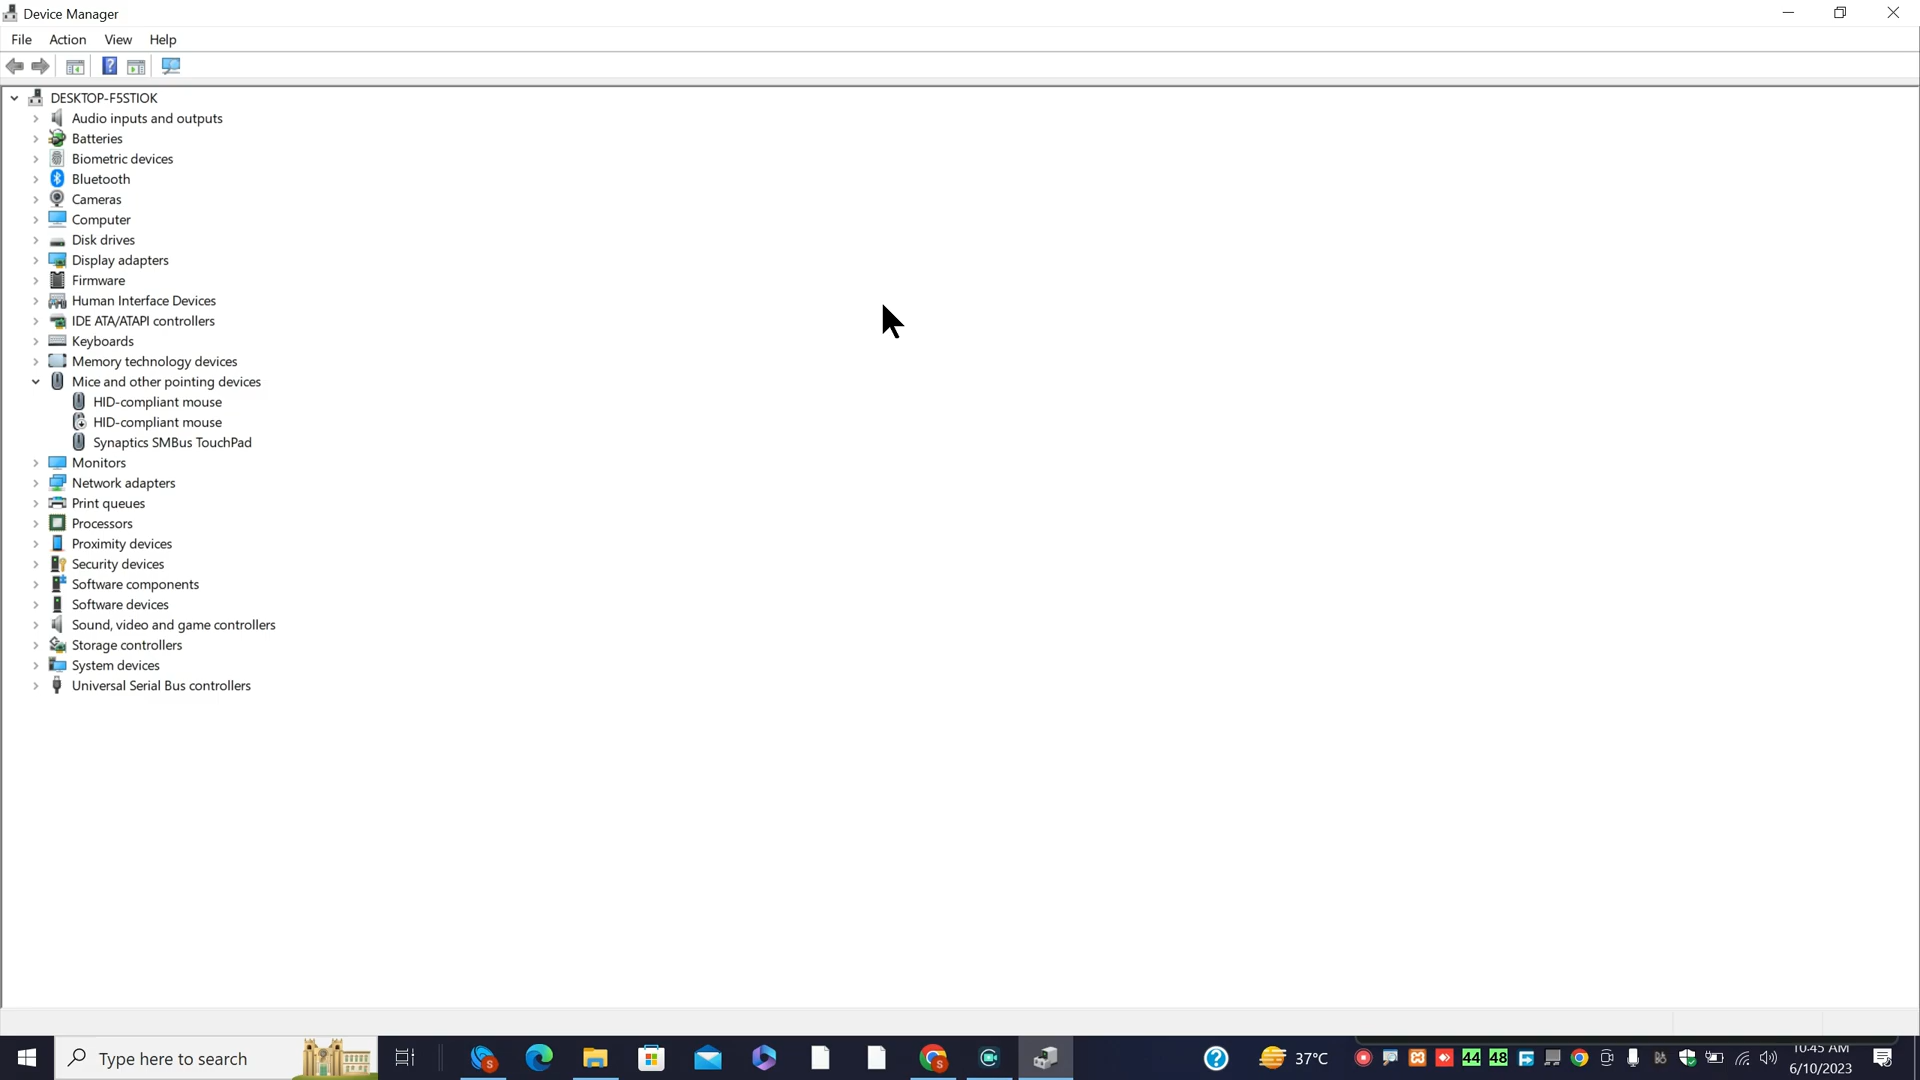 Device Manager
File Action View Help
DESKTOP-F5STIOK
Audio inputs and outputs
Batteries
Biometric devices
Bluetooth
Cameras
Computer
Disk drives
Display adapters
Firmware
Human Interface Devices
IDE ATA/ATAPI controllers
Keyboards
Memory technology devices
Mice and other pointing devices
HID-compliant mouse
HID-compliant mouse
Synaptics SMBus TouchPad
Monitors
Network adapters
Print queues
Processors
Proximity devices
Security devices
Software components
Software devices
Sound, video and game controllers
Storage controllers
System devices
Universal Serial Bus controllers
Type here to search
37°C
44 48
10:45 AM
6/10/2023